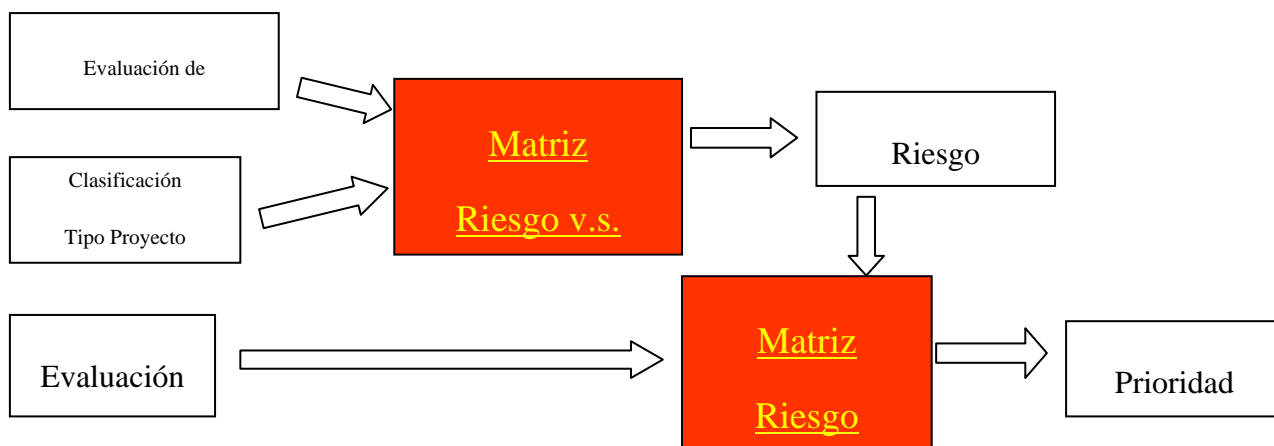 Evaluación de
Clasificación
Tipo Proyecto
Matriz
Riesgo v.s.
Riesgo
Evaluación
Matriz
Riesgo
Prioridad